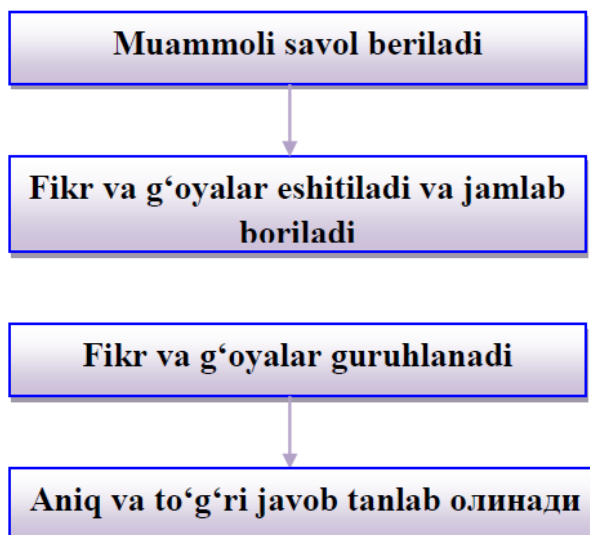 Muammoli savol beriladi
Fikr va g‘oyalar eshitiladi va jamlab
boriladi
Fikr va g‘oyalar guruhlanadi
Aniq va to‘g‘ri javob tanlab олинади